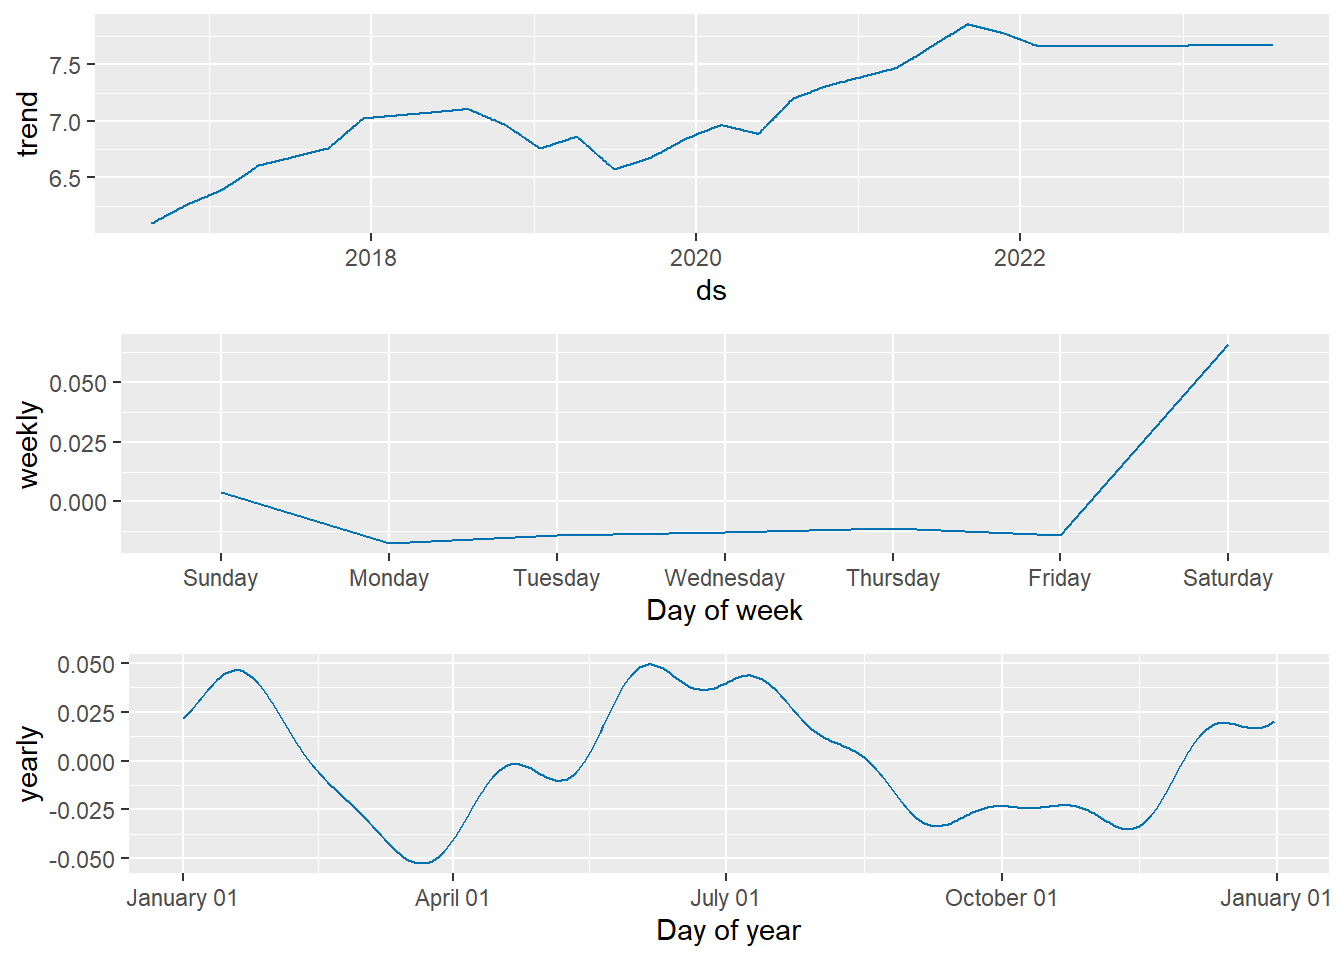 trend
7.5
7.0
6.5
2018 2020 2022
ds
weekly
0.050
0.025
0.000
Sunday Monday Tuesday Wednesday Thursday Friday Saturday
Day of week
yearly
0.050
0.025
0.000
-0.025
-0.050
January 01 April 01 July 01 October 01 January 01
Day of year